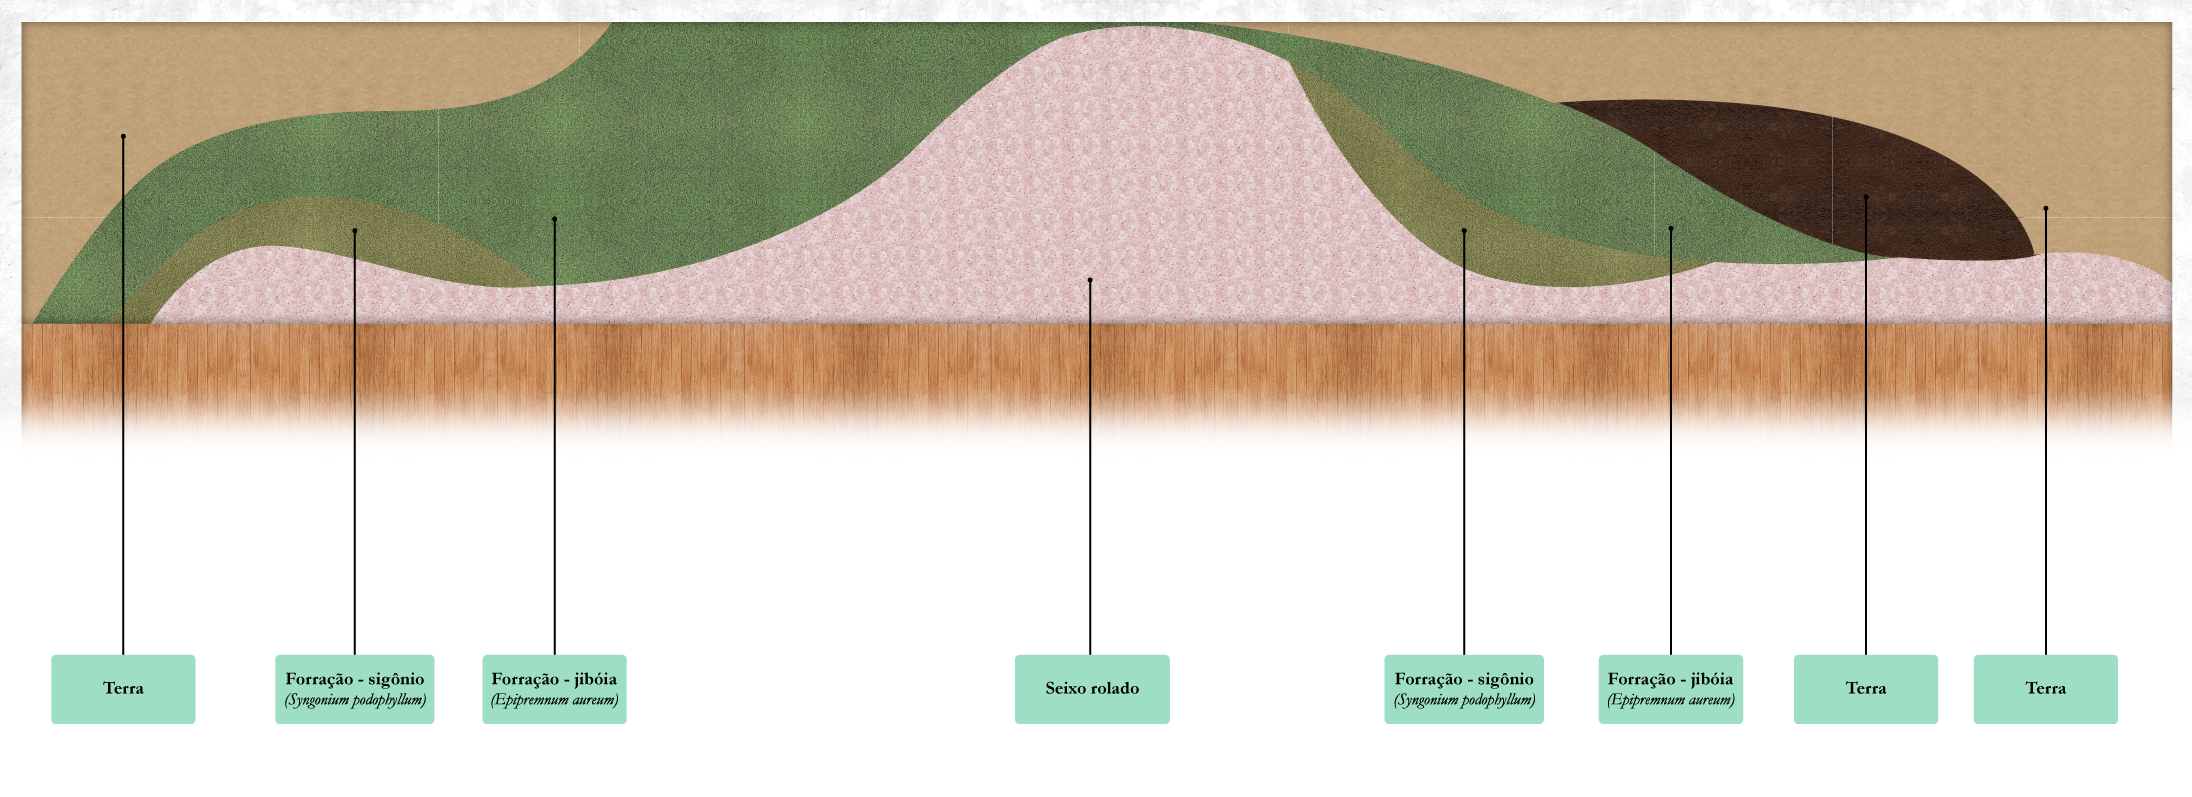 Terra
Forração - sigônio
(Syngonium podophyllum)
Forração - jibóia
(Epipremnum aureum)
Seixo rolado
Forração - sigônio
(Syngonium podophyllum)
Forração - jibóia
(Epipremnum aureum)
Terra
Terra